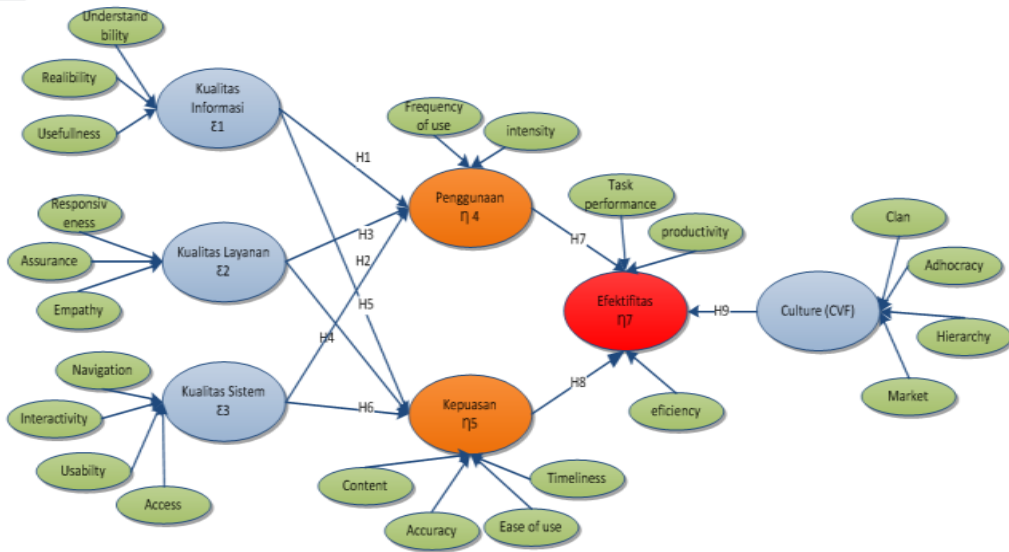 Understand
bility
Realibility
Usefullness
Kualitas
Informasi
Ɛ1
Responsiv
eness
Assurance
Empathy
Kualitas Layanan
Ɛ2
Navigation
Interactivity
Usabilty
Access
Kualitas Sistem
Ɛ3
H1
H3
H2
H5
H4
H6
Frequency
of use
intensity
Penggunaan
η 4
Kepuasan
η5
Content
Accuracy
Ease of use
Timeliness
H7
H8
Task
performance
productivity
Efektifitas
η7
eficiency
H9
Culture (CVF)
Clan
Adhocracy
Hierarchy
Market